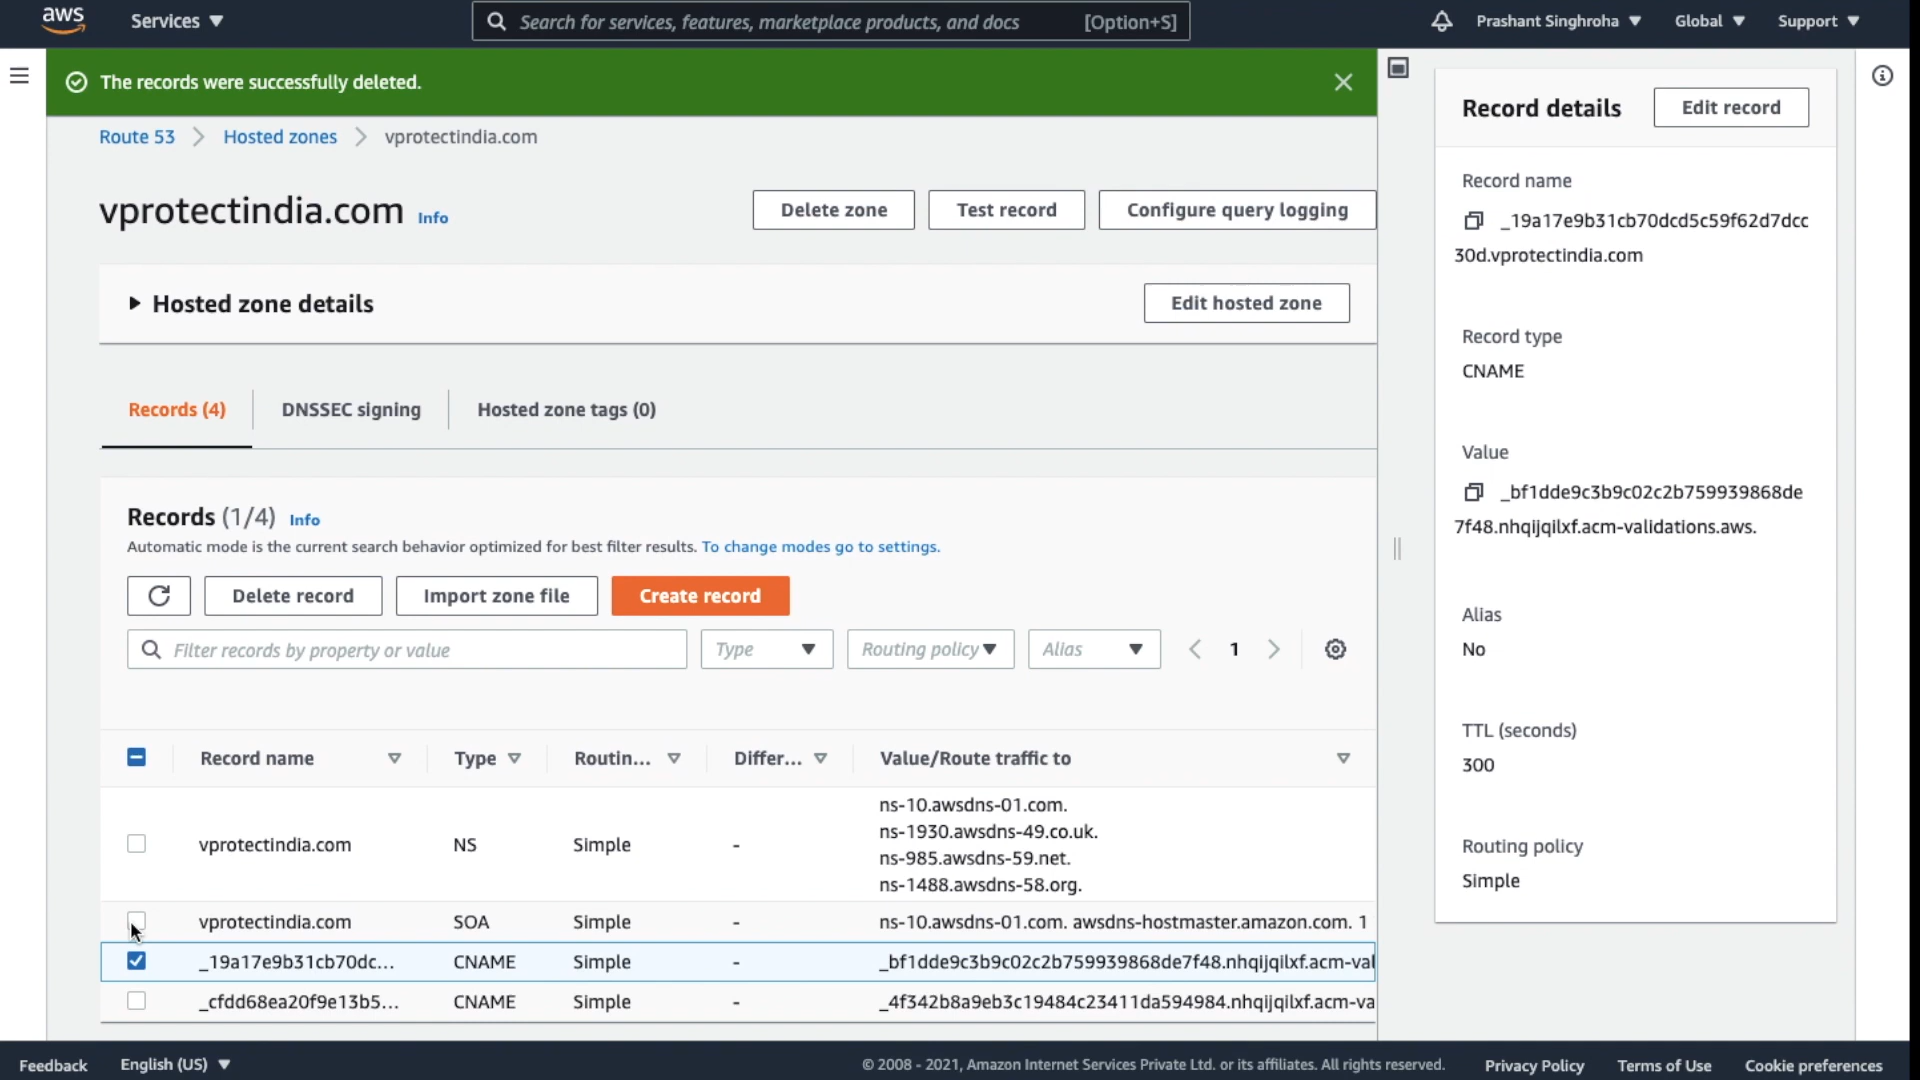 aws Services ▼ Search for services, features, marketplace products, and docs [Option+S] Prashant Singhroha ▼ Global ▼ Support ▼
The records were successfully deleted.
Route 53 > Hosted zones > vprotectindia.com
vprotectindia.com Info Delete zone Test record Configure query logging
Hosted zone details Edit hosted zone
Records (4) DNSSEC signing Hosted zone tags (0)
Records (1/4) Info
Automatic mode is the current search behavior optimized for best filter results. To change modes go to settings.
Delete record Import zone file Create record
Filter records by property or value Type Routing policy Alias 1
Record name Type Routin... Differ... Value/Route traffic to
ns-10.awsdns-01.com.
ns-1930.awsdns-49.co.uk.
vprotectindia.com NS Simple -
ns-985.awsdns-59.net.
ns-1488.awsdns-58.org.
vprotectindia.com SOA Simple - ns-10.awsdns-01.com. awsdns-hostmaster.amazon.com. 1
_19a17e9b31cb70dc... CNAME Simple - _bf1dde9c3b9c02c2b759939868de7f48.nhqijqilxf.acm-val
_cfdd68ea20f9e13b5... CNAME Simple - _4f342b8a9eb3c19484c23411da594984.nhqijqilxf.acm-va
Record details Edit record
Record name
_19a17e9b31cb70dcd5c59f62d7dcc
30d.vprotectindia.com
Record type
CNAME
Value
_bf1dde9c3b9c02c2b759939868de
7f48.nhqijqilxf.acm-validations.aws.
Alias
No
TTL (seconds)
300
Routing policy
Simple
Feedback English (US) ▼ © 2008 - 2021, Amazon Internet Services Private Ltd. or its affiliates. All rights reserved. Privacy Policy Terms of Use Cookie preferences